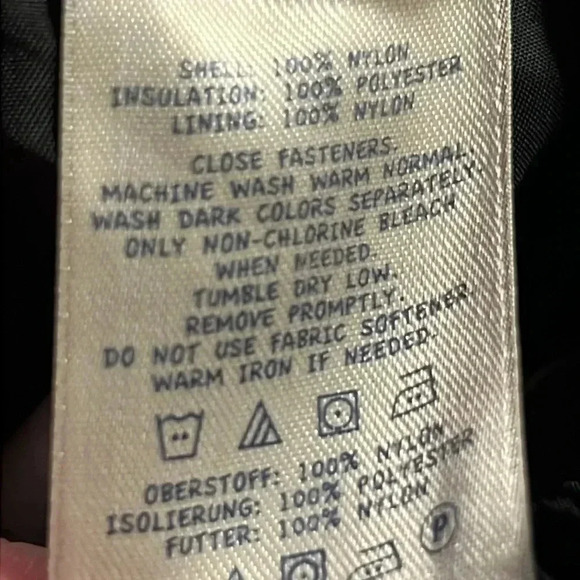 SHELL: 100% NYLON
INSULATION: 100% POLYESTER
LINING: 100% NYLON
CLOSE FASTENERS.
MACHINE WASH WARM NORMAL.
WASH DARK COLORS SEPARATELY.
ONLY NON-CHLORINE BLEACH
WHEN NEEDED.
TUMBLE DRY LOW.
REMOVE PROMPTLY.
DO NOT USE FABRIC SOFTENER.
WARM IRON IF NEEDED.
OBERSTOFF: 100% NYLON
ISOLIERUNG: 100% POLYESTER
FUTTER: 100% NYLON
P